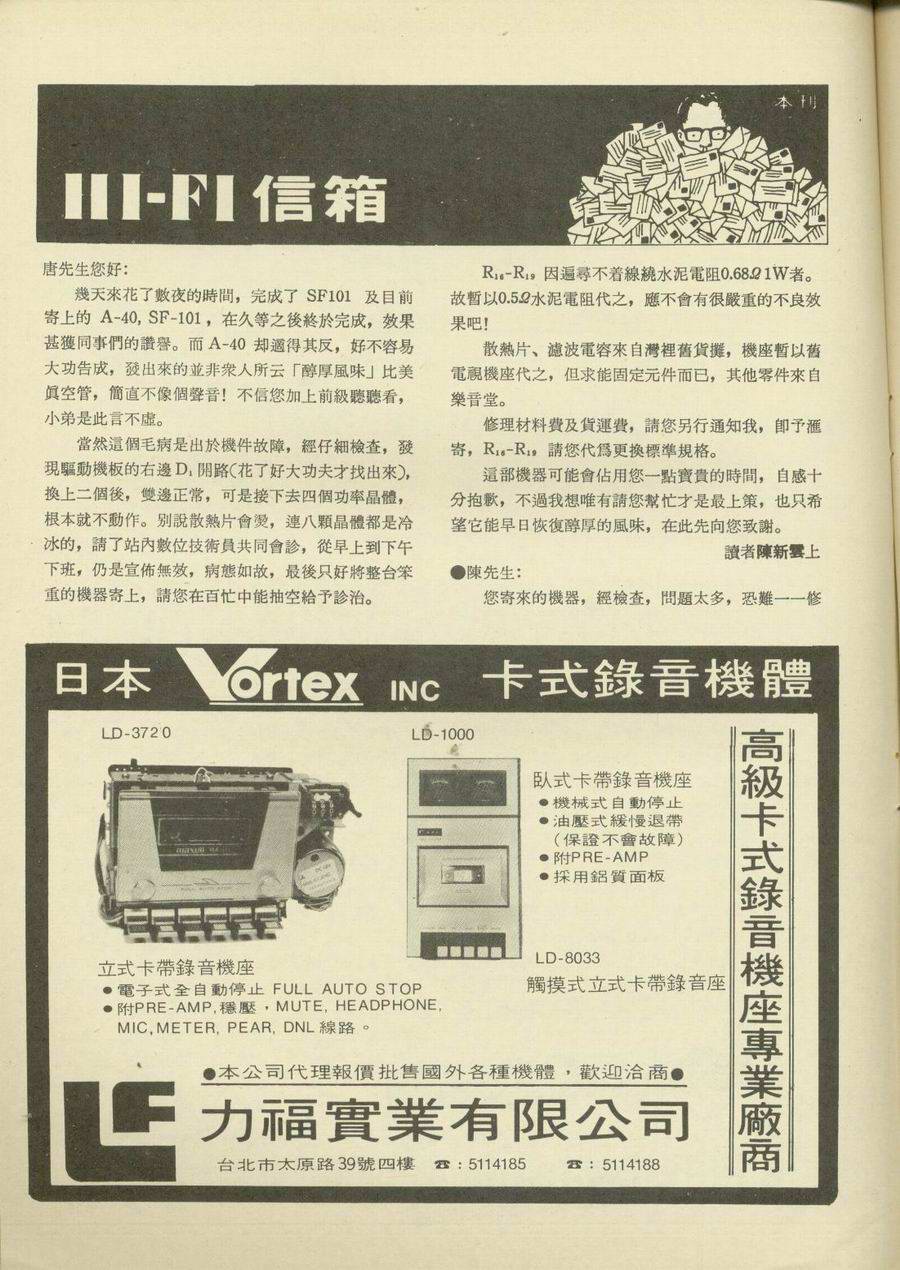 本刊
HI-FI 信箱
唐先生您好：
幾天來花了數夜的時間，完成了 SF101 及目前
寄上的 A-40, SF-101，在久等之後終於完成，效果
甚獲同事們的讚譽。而 A-40 却適得其反，好不容易
大功告成，發出來的並非衆人所云「醇厚風味」比美
眞空管，簡直不像個聲音！不信您加上前級聽聽看，
小弟是此言不虛。
當然這個毛病是出於機件故障，經仔細檢查，發
現驅動機板的右邊 D₁ 開路(花了好大功夫才找出來)，
換上二個後，雙邊正常，可是接下去四個功率晶體，
根本就不動作。別說散熱片會燙，連八顆晶體都是冷
冰的，請了站內數位技術員共同會診，從早上到下午
下班，仍是宣佈無效，病態如故，最後只好將整台笨
重的機器寄上，請您在百忙中能抽空給予診治。
R₁₆-R₁₉ 因遍尋不着線繞水泥電阻0.68Ω 1W者。
故暫以0.5Ω水泥電阻代之，應不會有很嚴重的不良效
果吧！
散熱片、濾波電容來自灣裡舊貨攤，機座暫以舊
電視機座代之，但求能固定元件而已，其他零件來自
樂音堂。
修理材料費及貨運費，請您另行通知我，卽予滙
寄，R₁₆-R₁₉ 請您代爲更換標準規格。
這部機器可能會佔用您一點寶貴的時間，自感十
分抱歉，不過我想唯有請您幫忙才是最上策，也只希
望它能早日恢復醇厚的風味，在此先向您致謝。
讀者陳新雲上
●陳先生：
您寄來的機器，經檢查，問題太多，恐難一一修
日本 Vortex INC 卡式錄音機體
LD-3720
maxell
FULL AUTO STOP
立式卡帶錄音機座
●電子式全自動停止 FULL AUTO STOP
●附PRE-AMP,穩壓，MUTE, HEADPHONE,
MIC,METER, PEAR, DNL 線路。
LD-1000
臥式卡帶錄音機座
●機械式自動停止
●油壓式緩慢退帶
(保證不會故障)
●附PRE-AMP
●採用鋁質面板
LD-8033
觸摸式立式卡帶錄音座
高級卡式錄音機座專業廠商
●本公司代理報價批售國外各種機體，歡迎洽商●
LF
力福實業有限公司
台北市太原路39號四樓 ☎：5114185 ☎：5114188